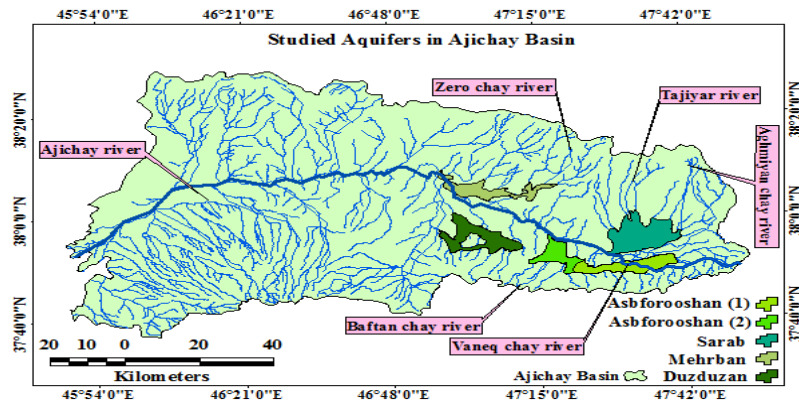 45°54'0"E 46°21'0"E 46°48'0"E 47°15'0"E 47°42'0"E
Studied Aquifers in Ajichay Basin
Zero chay river
Tajiyar river
38°20'0"N
38°20'0"N
Ajichay river
Ajhmiyan chay river
38°0'0"N
38°0'0"N
Asbforooshan (1)
37°40'0"N
37°40'0"N
Baftan chay river
Asbforooshan (2)
Vaneq chay river
Sarab
20 10 0 20 40
Mehrban
Kilometers
Ajichay Basin
Duzduzan
45°54'0"E 46°21'0"E 46°48'0"E 47°15'0"E 47°42'0"E